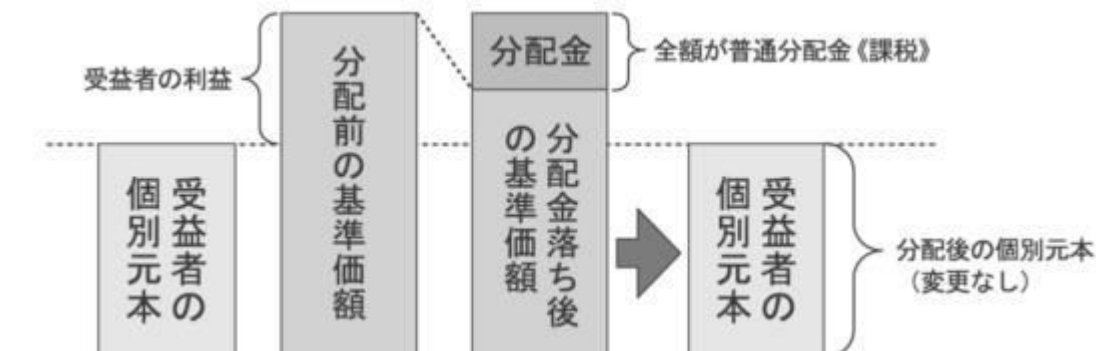 受益者の利益
分配前の基準価額
分配金
全額が普通分配金《課税》
分配金落ち後
の基準価額
受益者の
個別元本
受益者の
個別元本
分配後の個別元本
（変更なし）